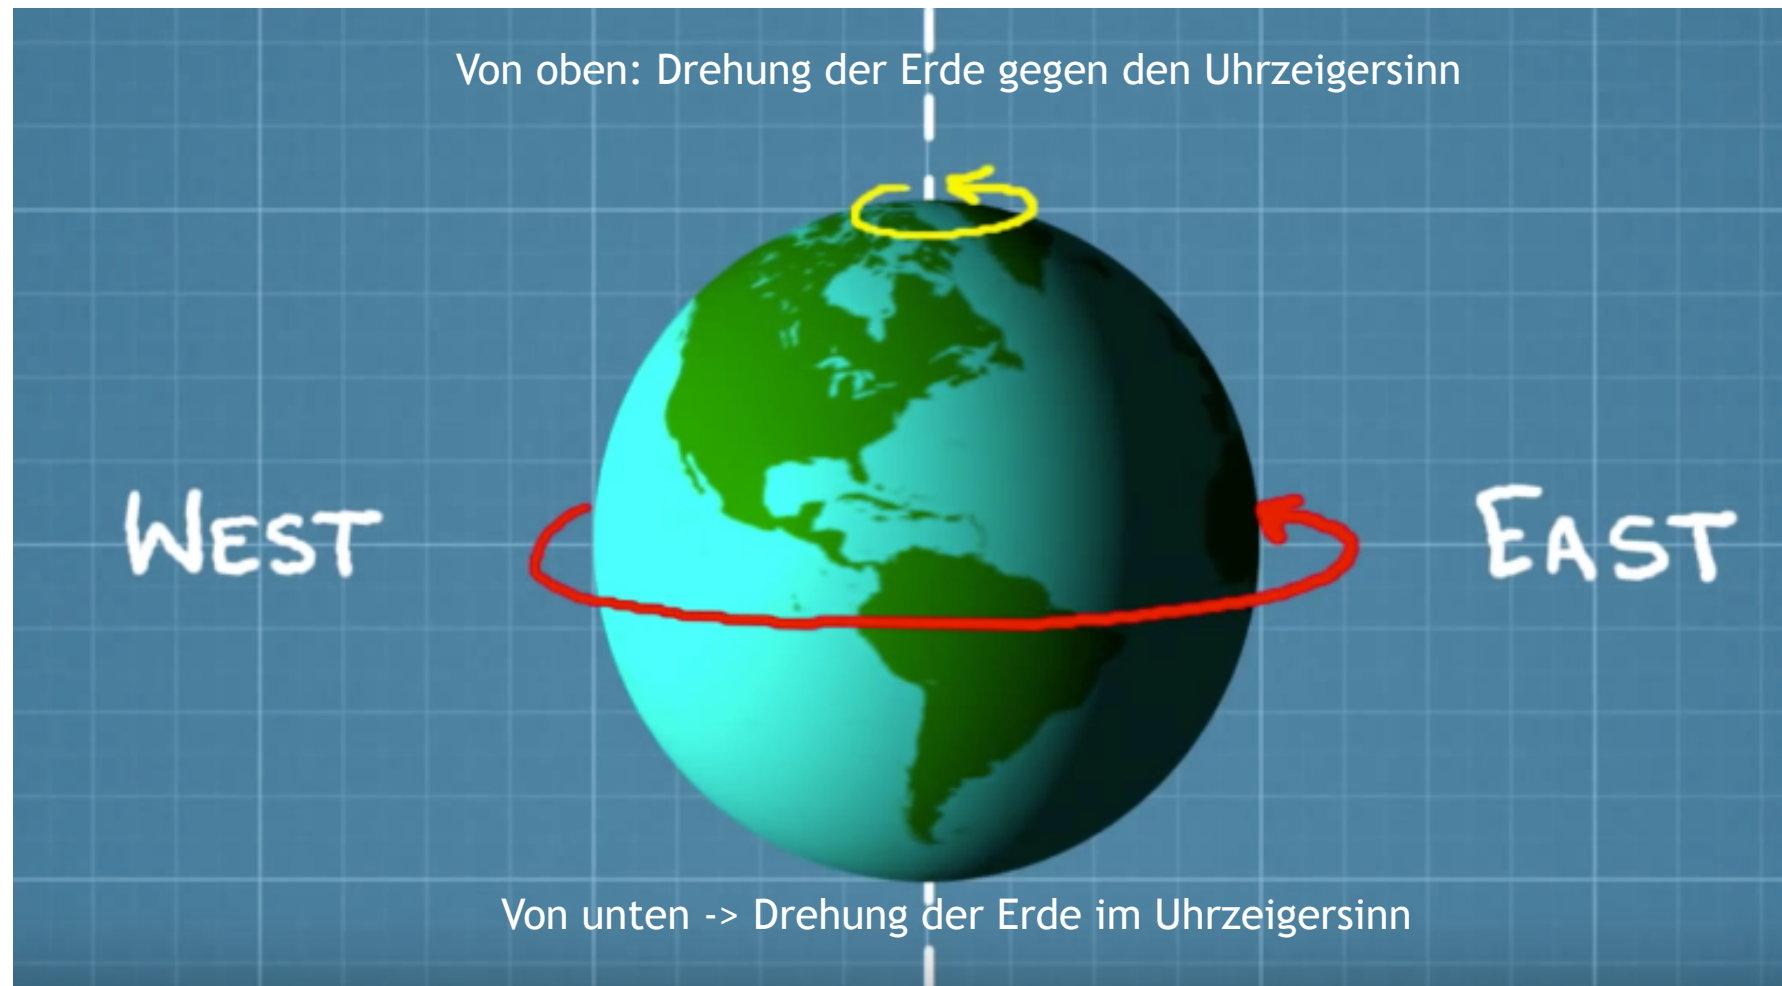 Von oben: Drehung der Erde gegen den Uhrzeigersinn
WEST
EAST
Von unten -> Drehung der Erde im Uhrzeigersinn